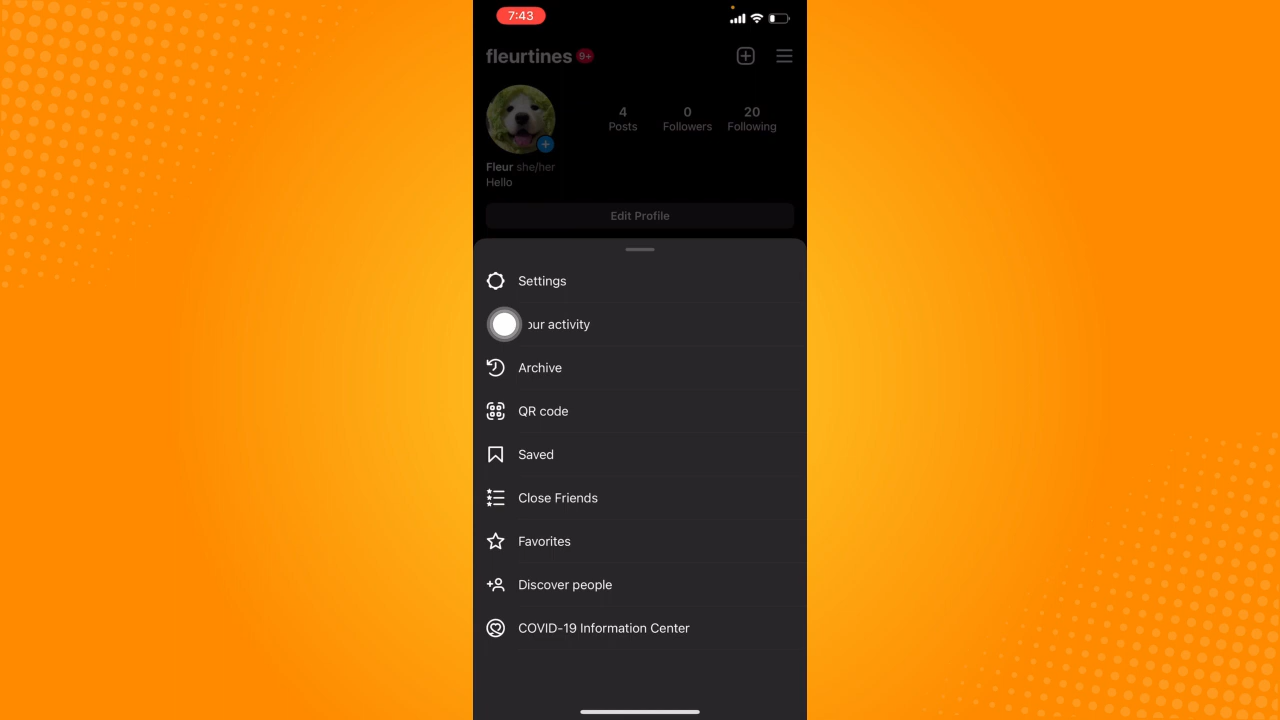 7:43
fleurtines 9+
4 0 20
Posts Followers Following
Fleur she/her
Hello
Edit Profile
Settings
our activity
Archive
QR code
Saved
Close Friends
Favorites
Discover people
COVID-19 Information Center